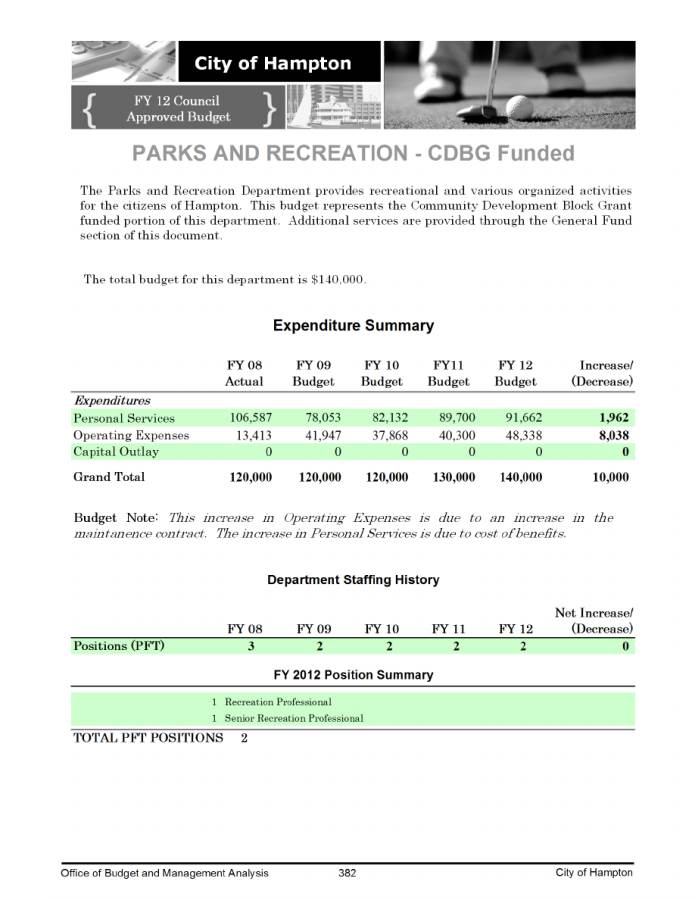 City of Hampton
{ FY 12 Council }
Approved Budget
PARKS AND RECREATION - CDBG Funded
The Parks and Recreation Department provides recreational and various organized activities
for the citizens of Hampton. This budget represents the Community Development Block Grant
funded portion of this department. Additional services are provided through the General Fund
section of this document.
The total budget for this department is $140,000.
Expenditure Summary
FY 08 FY 09 FY 10 FY11 FY 12 Increase/
Actual Budget Budget Budget Budget (Decrease)
Expenditures
Personal Services 106,587 78,053 82,132 89,700 91,662 1,962
Operating Expenses 13,413 41,947 37,868 40,300 48,338 8,038
Capital Outlay 0 0 0 0 0 0
Grand Total 120,000 120,000 120,000 130,000 140,000 10,000
Budget Note: This increase in Operating Expenses is due to an increase in the
maintanence contract. The increase in Personal Services is due to cost of benefits.
Department Staffing History
Net Increase/
FY 08 FY 09 FY 10 FY 11 FY 12 (Decrease)
Positions (PFT) 3 2 2 2 2 0
FY 2012 Position Summary
1 Recreation Professional
1 Senior Recreation Professional
TOTAL PFT POSITIONS 2
Office of Budget and Management Analysis 382 City of Hampton